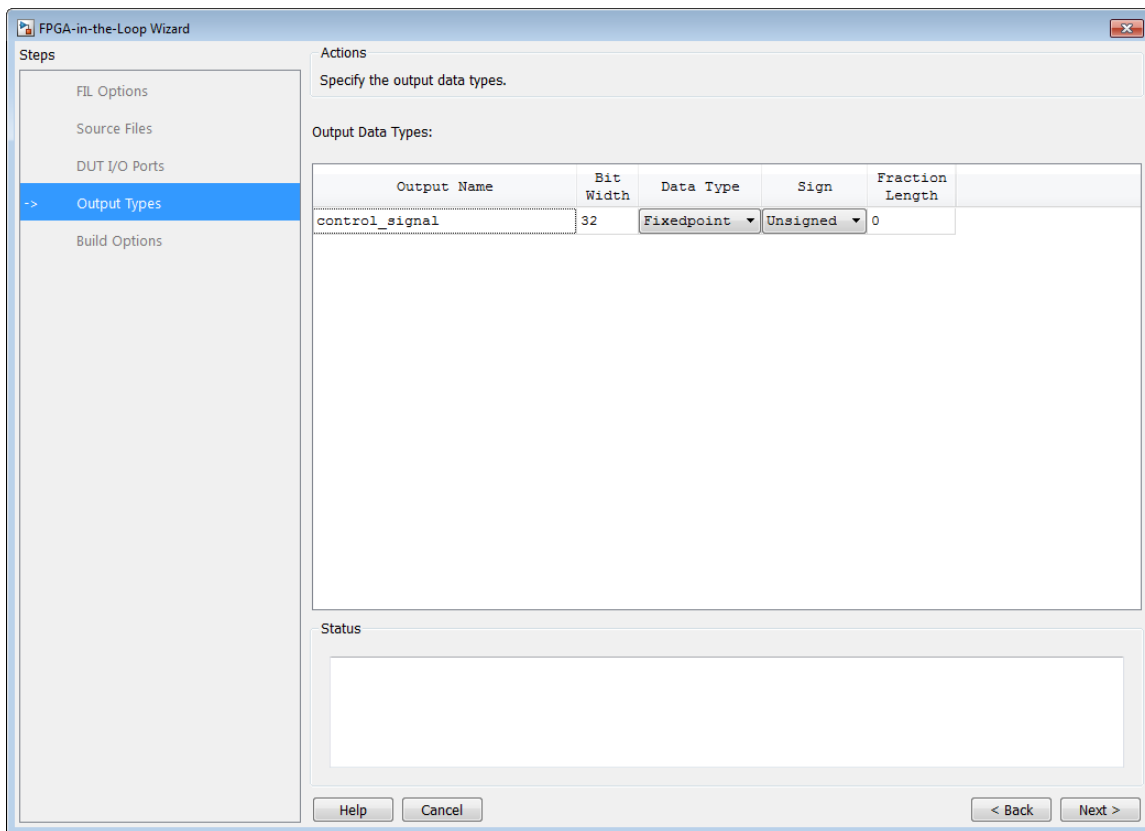 FPGA-in-the-Loop Wizard
Steps
FIL Options
Source Files
DUT I/O Ports
-> Output Types
Build Options
Actions
Specify the output data types.
Output Data Types:
Output Name Bit Width Data Type Sign Fraction Length
control_signal 32 Fixedpoint Unsigned 0
Status
Help Cancel < Back Next >